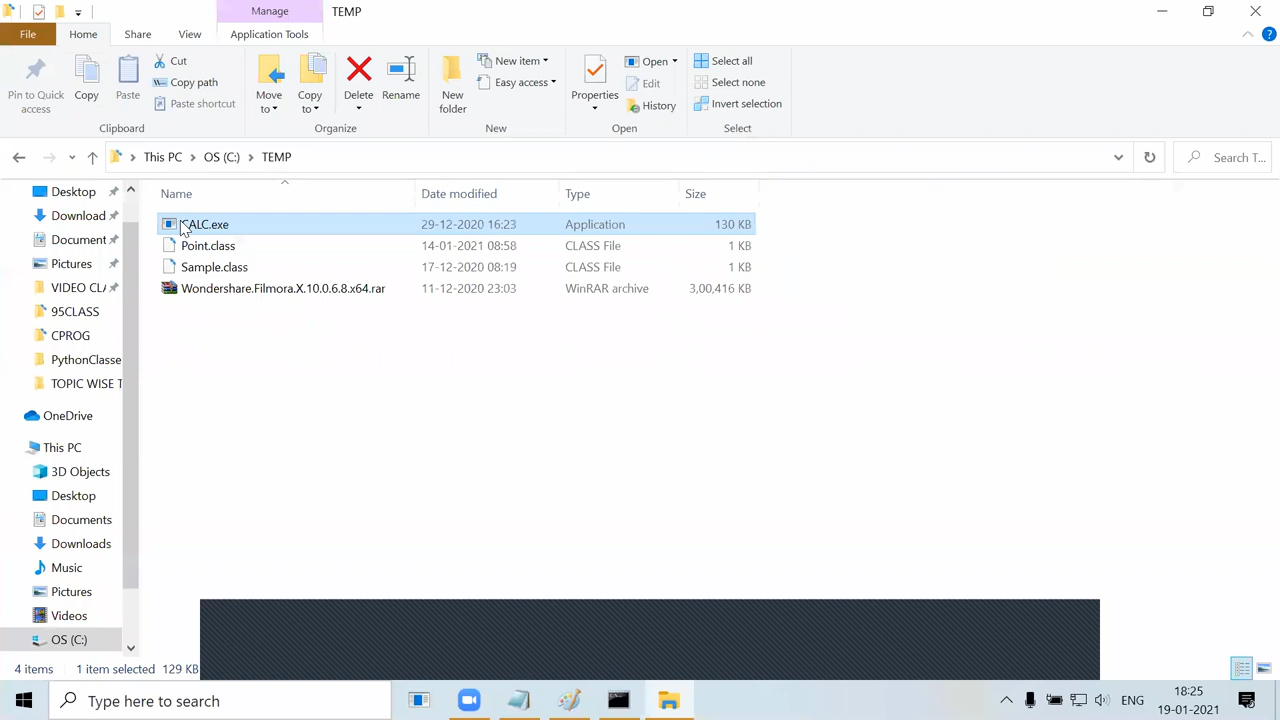 Manage
TEMP
File
Home
Share
View
Application Tools
Pin to Quick
access
Copy
Paste
Cut
Copy path
Paste shortcut
Clipboard
Move
to
Copy
to
Delete
Rename
Organize
New
folder
New item
Easy access
New
Properties
Open
Edit
History
Open
Select all
Select none
Invert selection
Select
This PC
OS (C:)
TEMP
Search T...
Name
Date modified
Type
Size
CALC.exe 29-12-2020 16:23 Application 130 KB
Point.class 14-01-2021 08:58 CLASS File 1 KB
Sample.class 17-12-2020 08:19 CLASS File 1 KB
Wondershare.Filmora.X.10.0.6.8.x64.rar 11-12-2020 23:03 WinRAR archive 3,00,416 KB
Desktop
Download
Document
Pictures
VIDEO CLA
95CLASS
CPROG
PythonClasse
TOPIC WISE T
OneDrive
This PC
3D Objects
Desktop
Documents
Downloads
Music
Pictures
Videos
OS (C:)
4 items
1 item selected
129 KB
Type here to search
ENG
18:25
19-01-2021